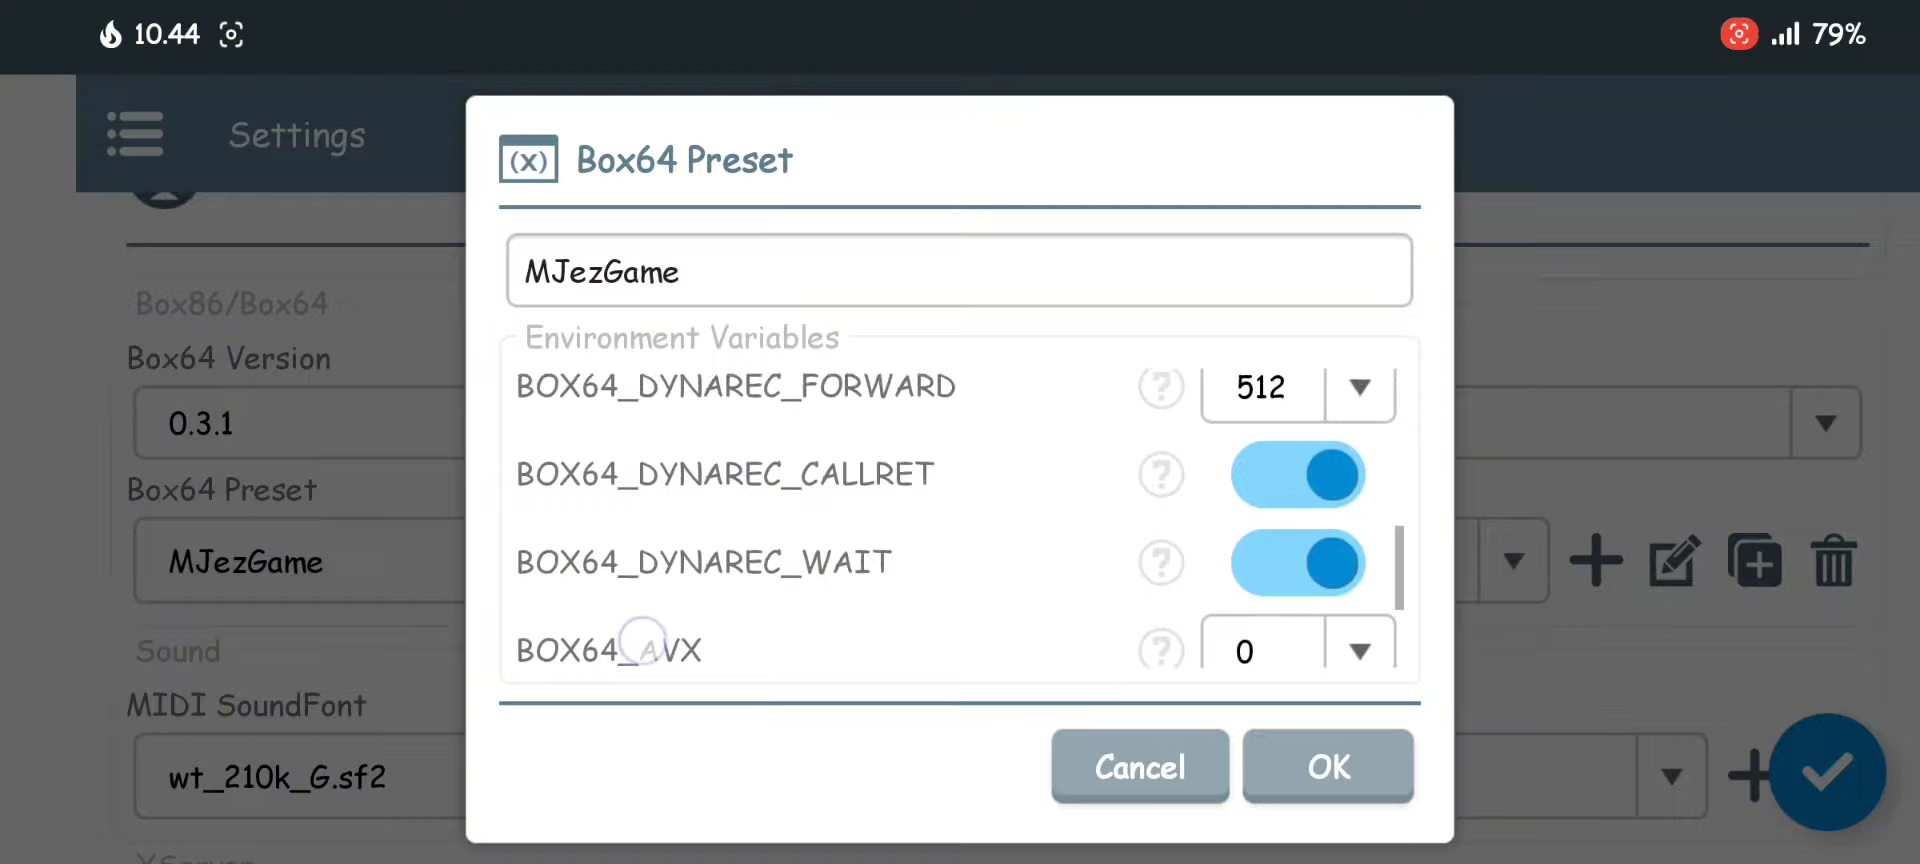 10.44
79%
Settings
(x) Box64 Preset
MJezGame
Environment Variables
BOX64_DYNAREC_FORWARD ? 512
BOX64_DYNAREC_CALLRET ?
BOX64_DYNAREC_WAIT ?
BOX64_AVX ? 0
Cancel OK
Box86/Box64
Box64 Version
0.3.1
Box64 Preset
MJezGame
Sound
MIDI SoundFont
wt_210k_G.sf2
XServer